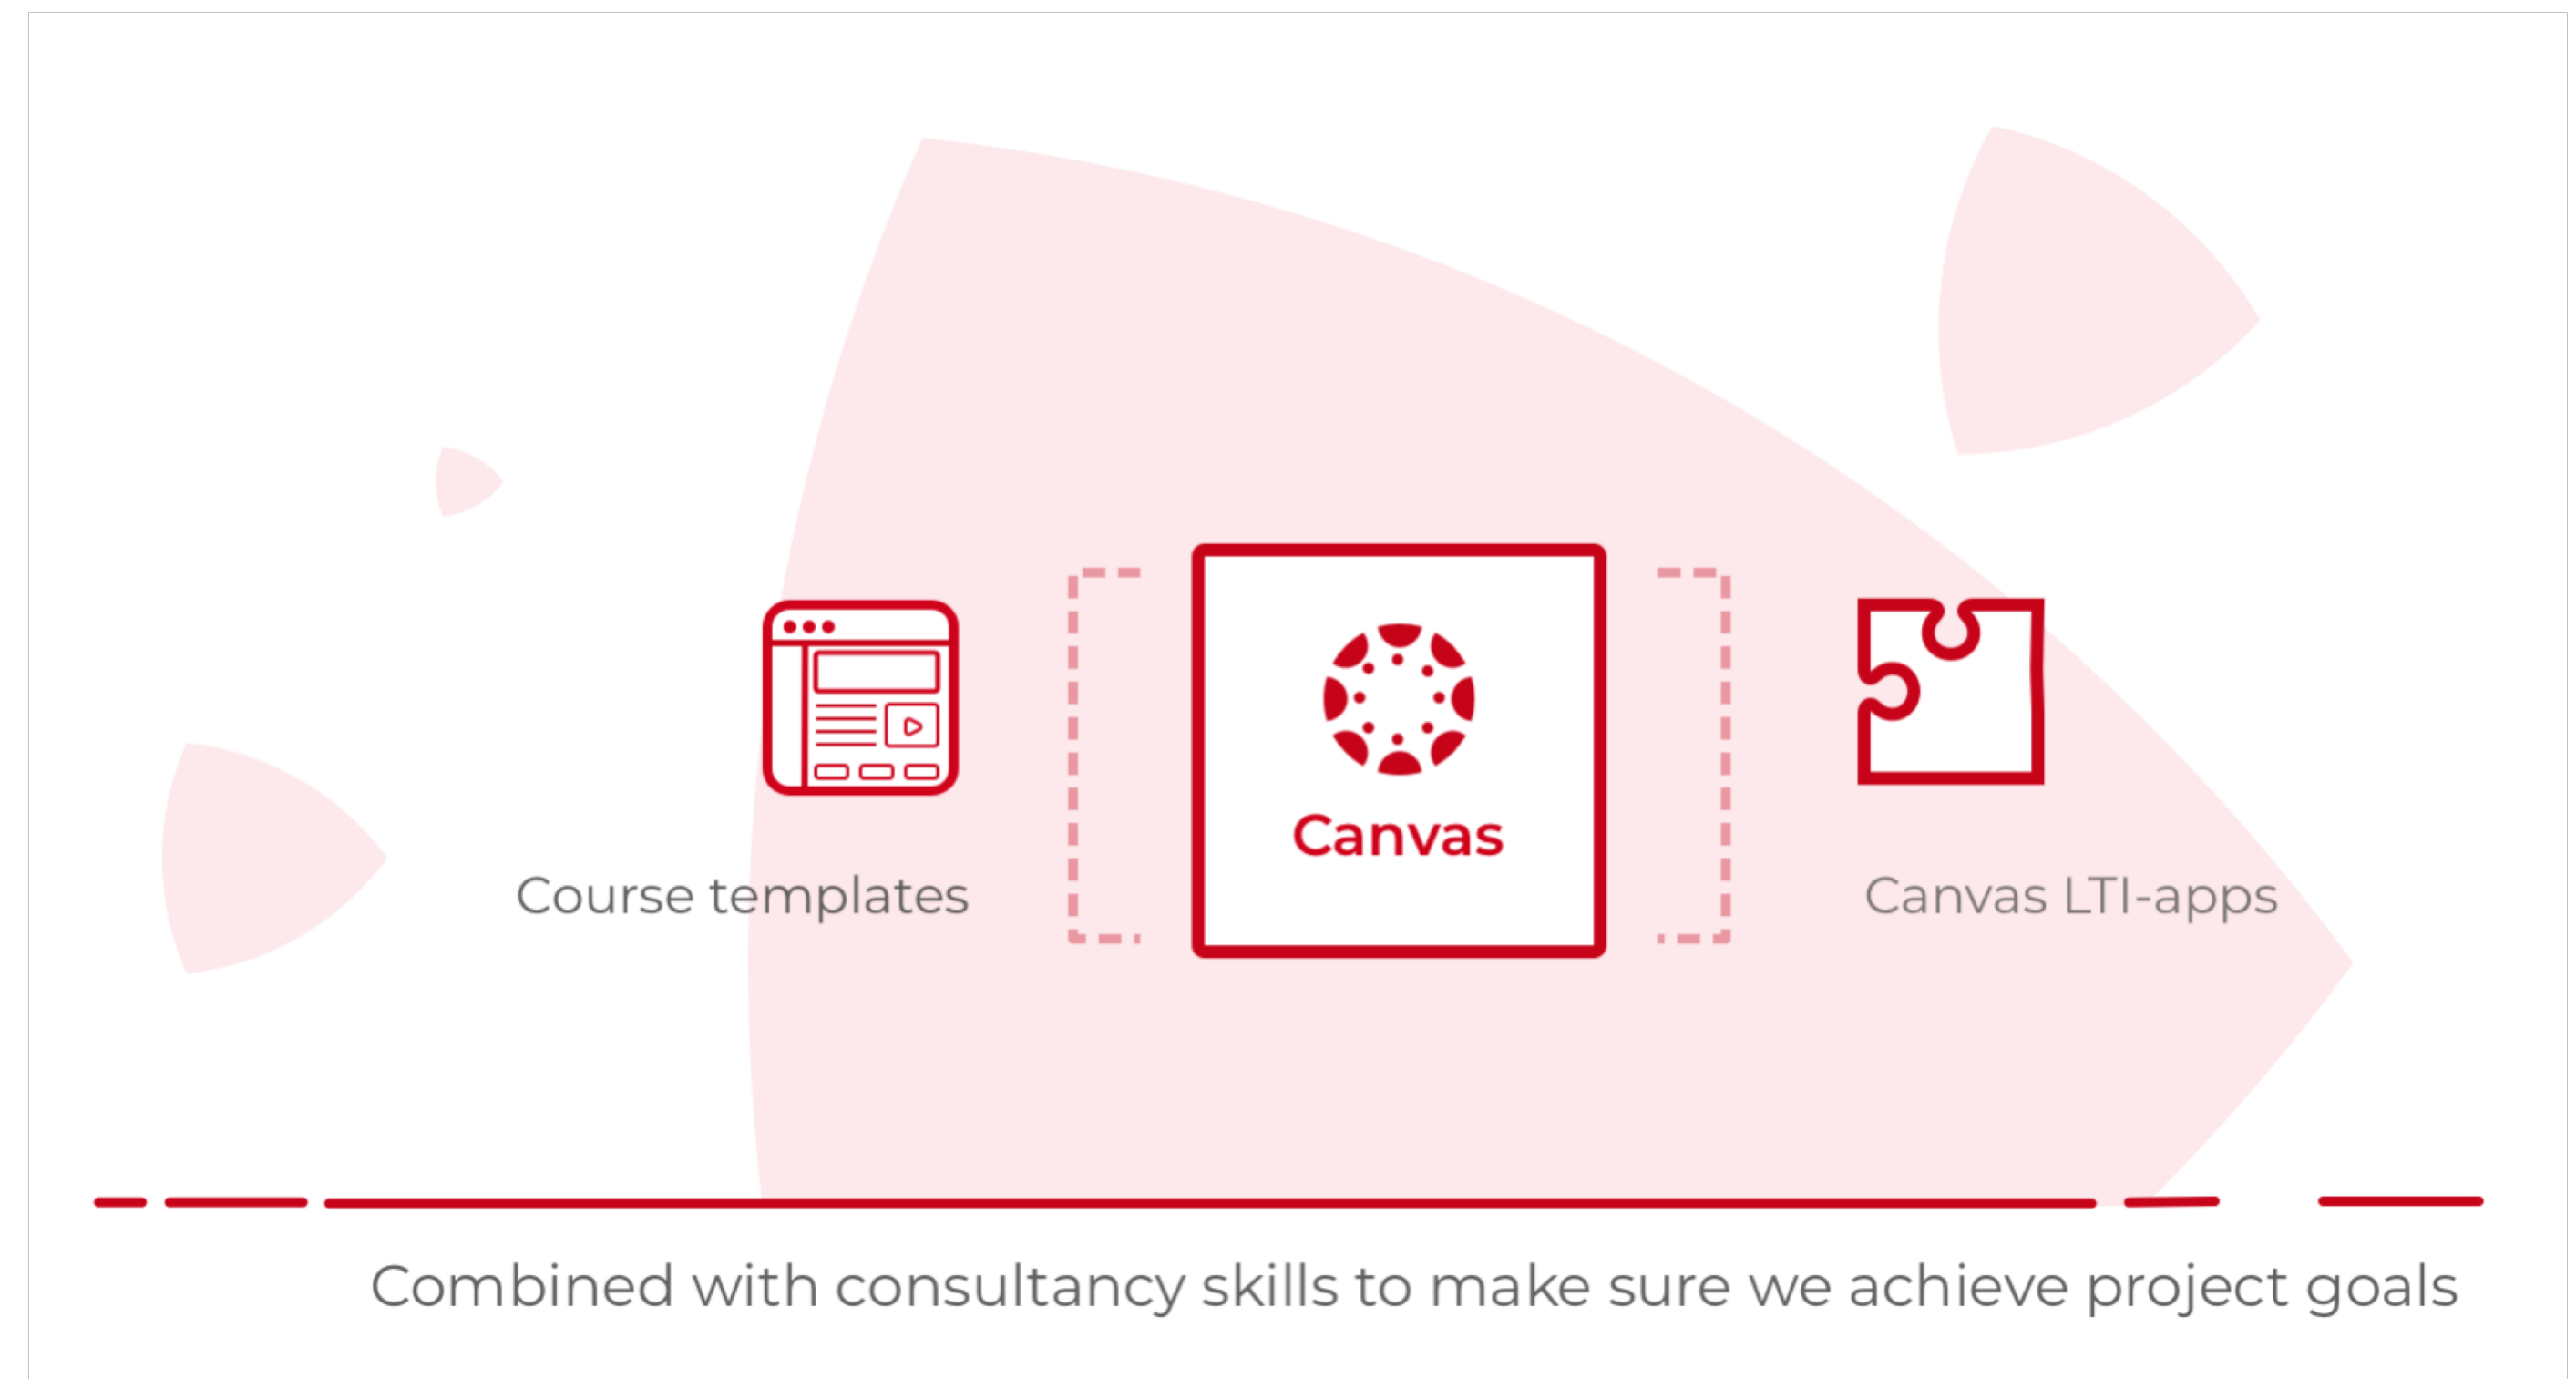 Canvas
Course templates
Canvas LTI-apps
Combined with consultancy skills to make sure we achieve project goals